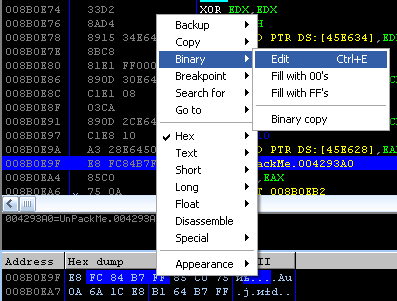 008B0E74 33D2 XOR EDX,EDX
008B0E76 8AD4
008B0E78 8915 34E64 PTR DS:[45E634],
008B0E7E 8BC8
008B0E80 81E1 FF000
008B0E86 890D 30E64
008B0E8C C1E1 08
008B0E8F 03CA
008B0E91 890D 2CE64
008B0E97 C1E8 10
008B0E9A A3 28E6450 PTR DS:[45E628],EAX
008B0E9F E8 FC84B7F PackMe.004293A0
008B0EA4 85C0 ,EAX
008B0EA6 75 0A 008B0EB2
Backup
Copy
Binary
Breakpoint
Search for
Go to
Hex
Text
Short
Long
Float
Disassemble
Special
Appearance
Edit Ctrl+E
Fill with 00's
Fill with FF's
Binary copy
004293A0=UnPackMe.004293A0
Address Hex dump II
008B0E9F E8 FC 84 B7 FF 85 C0 75
008B0EA7 0A 6A 1C E8 B1 64 B7 FF